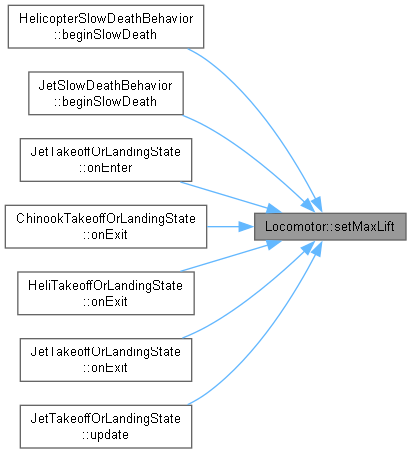 HelicopterSlowDeathBehavior
::beginSlowDeath
JetSlowDeathBehavior
::beginSlowDeath
JetTakeoffOrLandingState
::onEnter
ChinookTakeoffOrLandingState
::onExit
Locomotor::setMaxLift
HeliTakeoffOrLandingState
::onExit
JetTakeoffOrLandingState
::onExit
JetTakeoffOrLandingState
::update